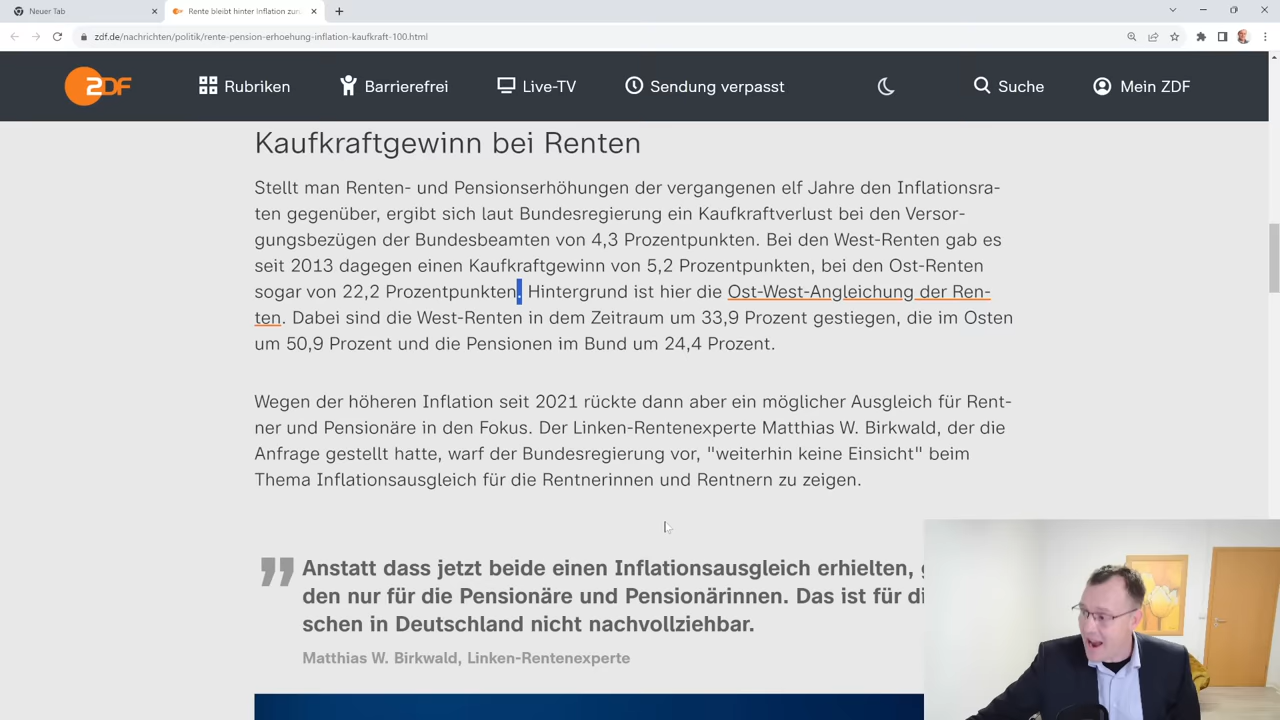 Neuer Tab
Rente bleibt hinter Inflation zur
zdf.de/nachrichten/politik/rente-pension-erhoehung-inflation-kaufkraft-100.html
ZDF
Rubriken
Barrierefrei
Live-TV
Sendung verpasst
Suche
Mein ZDF
Kaufkraftgewinn bei Renten
Stellt man Renten- und Pensionserhöhungen der vergangenen elf Jahre den Inflationsra-
ten gegenüber, ergibt sich laut Bundesregierung ein Kaufkraftverlust bei den Versor-
gungsbezügen der Bundesbeamten von 4,3 Prozentpunkten. Bei den West-Renten gab es
seit 2013 dagegen einen Kaufkraftgewinn von 5,2 Prozentpunkten, bei den Ost-Renten
sogar von 22,2 Prozentpunkten. Hintergrund ist hier die Ost-West-Angleichung der Ren-
ten. Dabei sind die West-Renten in dem Zeitraum um 33,9 Prozent gestiegen, die im Osten
um 50,9 Prozent und die Pensionen im Bund um 24,4 Prozent.
Wegen der höheren Inflation seit 2021 rückte dann aber ein möglicher Ausgleich für Rent-
ner und Pensionäre in den Fokus. Der Linken-Rentenexperte Matthias W. Birkwald, der die
Anfrage gestellt hatte, warf der Bundesregierung vor, "weiterhin keine Einsicht" beim
Thema Inflationsausgleich für die Rentnerinnen und Rentnern zu zeigen.
Anstatt dass jetzt beide einen Inflationsausgleich erhielten,
den nur für die Pensionäre und Pensionärinnen. Das ist für
schen in Deutschland nicht nachvollziehbar.
Matthias W. Birkwald, Linken-Rentenexperte